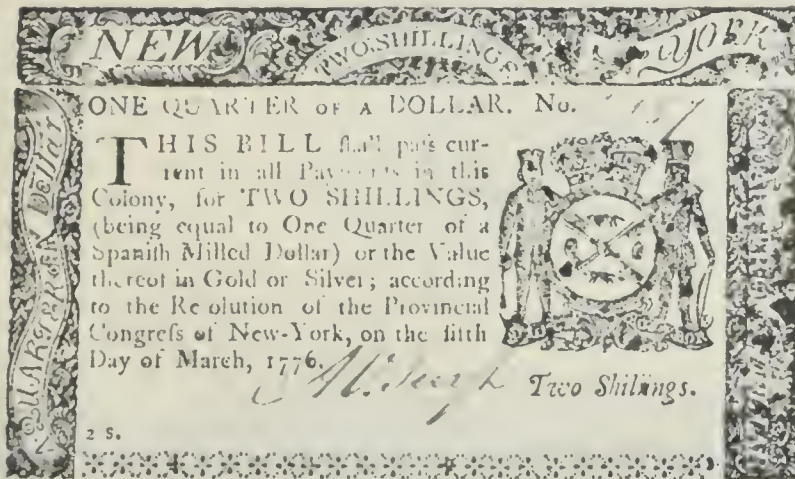 NEW TWO SHILLINGS YORK
QUARTER Dollar
ONE QUARTER OF A DOLLAR. No.
THIS BILL ſhall paſs cur-
rent in all Payments in this
Colony, for TWO SHILLINGS,
(being equal to One Quarter of a
Spaniſh Milled Dollar) or the Value
thereof in Gold or Silver; according
to the Reſolution of the Provincial
Congreſs of New-York, on the fifth
Day of March, 1776.
Two Shillings.
2 S.